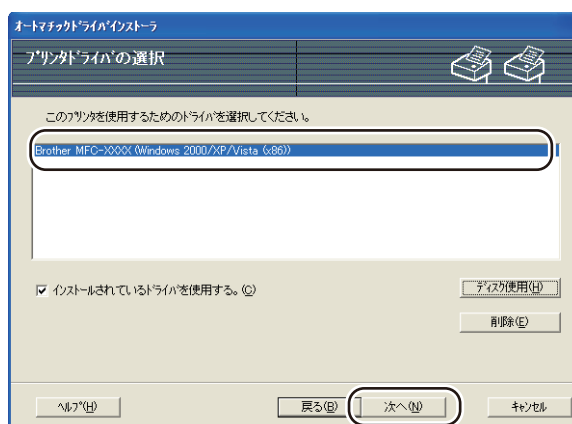 オートマチックドライバインストーラ
プリンタドライバの選択
このプリンタを使用するためのドライバを選択してください。
Brother MFC-XXXX (Windows 2000/XP/Vista (x86))
インストールされているドライバを使用する。(C)
ディスク使用(H)
削除(E)
ヘルプ(H) 戻る(B) 次へ(N) キャンセル